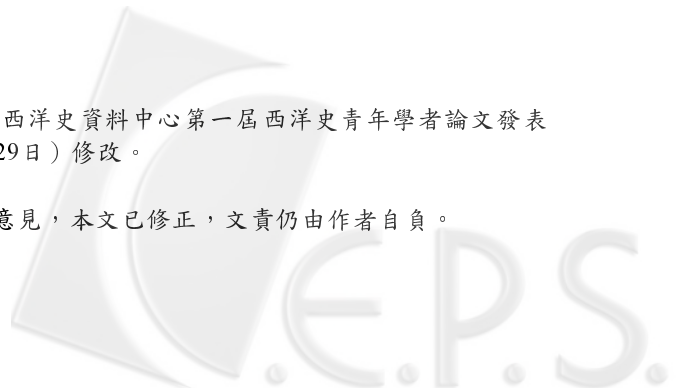 西洋史資料中心第一屆西洋史青年學者論文發表
29日）修改。
意見，本文已修正，文責仍由作者自負。
C.E.P.S.